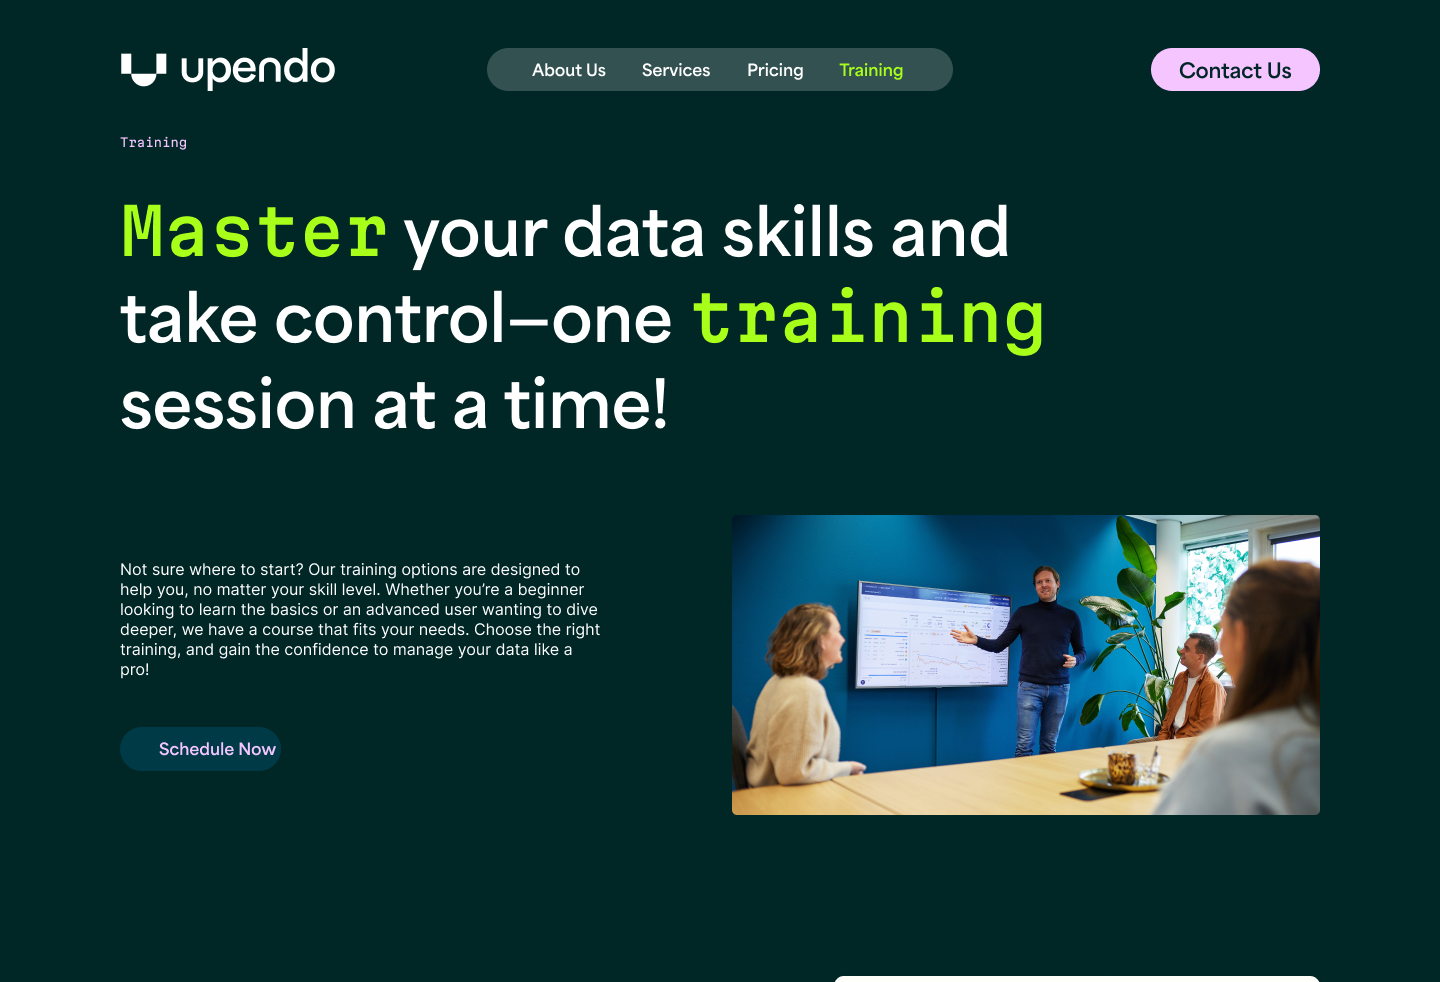 upendo
About Us
Services
Pricing
Training
Contact Us
Training
Master your data skills and
take control—one training
session at a time!
Not sure where to start? Our training options are designed to
help you, no matter your skill level. Whether you’re a beginner
looking to learn the basics or an advanced user wanting to dive
deeper, we have a course that fits your needs. Choose the right
training, and gain the confidence to manage your data like a
pro!
Schedule Now